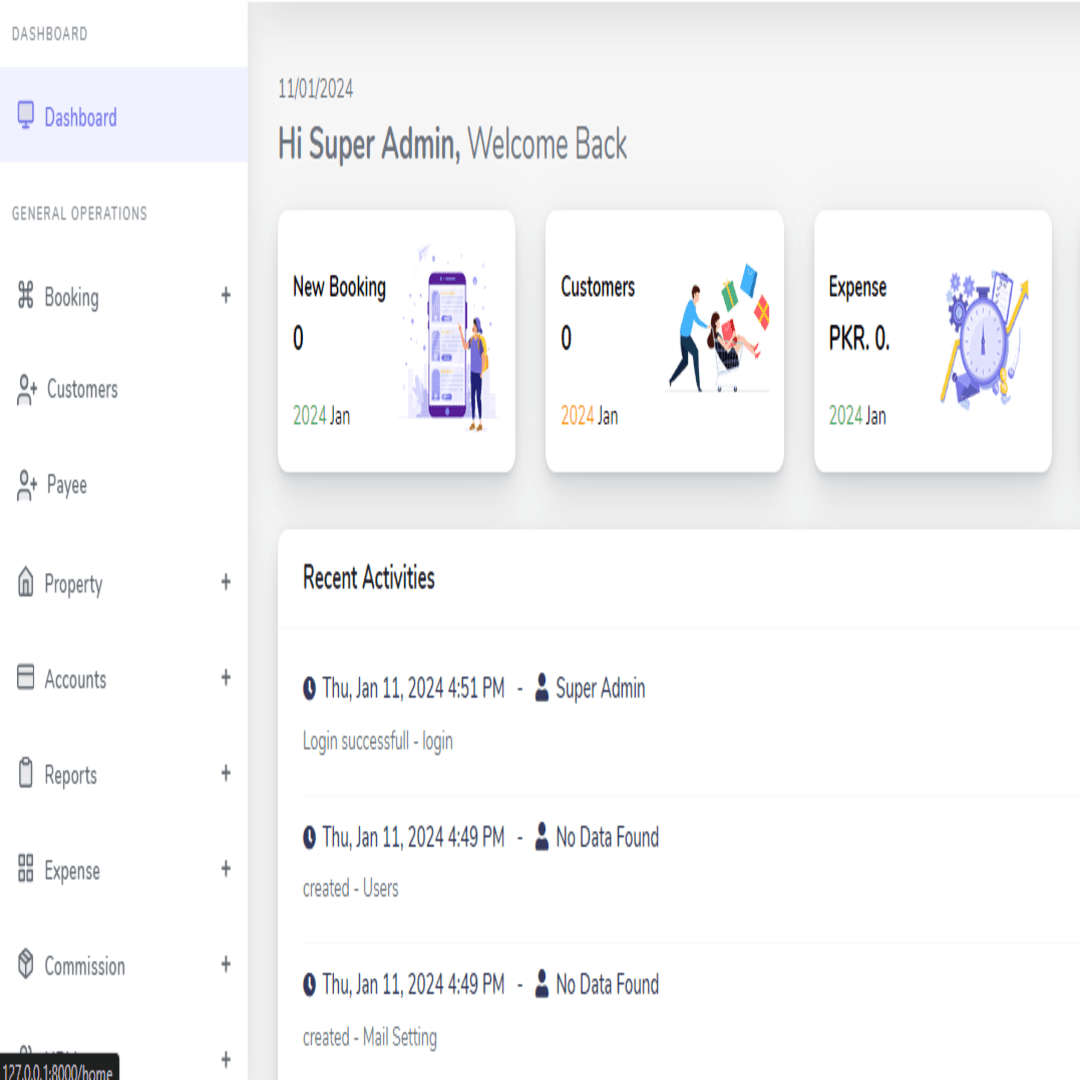 DASHBOARD
Dashboard
GENERAL OPERATIONS
Booking +
Customers
Payee
Property +
Accounts +
Reports +
Expense +
Commission +
+
127.0.0.1:8000/home
11/01/2024
Hi Super Admin, Welcome Back
New Booking
0
2024 Jan
Customers
0
2024 Jan
Expense
PKR. 0.
2024 Jan
Recent Activities
Thu, Jan 11, 2024 4:51 PM - Super Admin
Login successfull - login
Thu, Jan 11, 2024 4:49 PM - No Data Found
created - Users
Thu, Jan 11, 2024 4:49 PM - No Data Found
created - Mail Setting